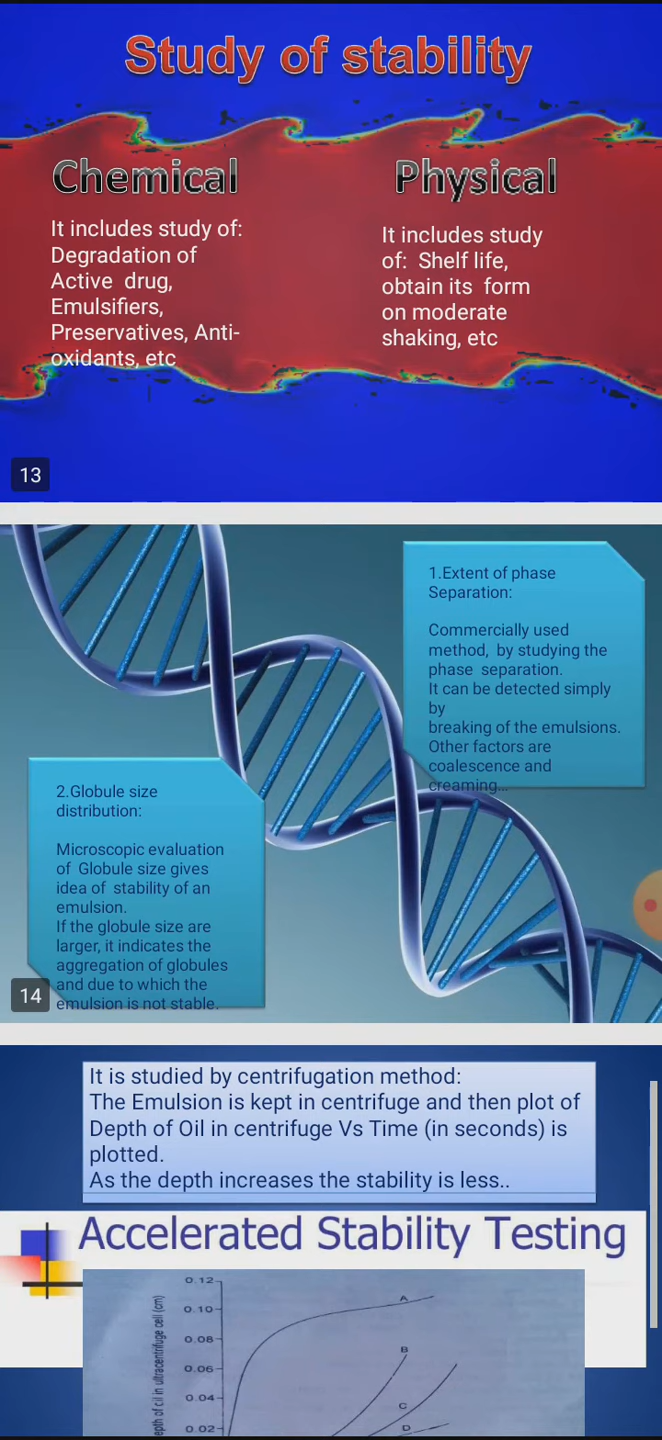 Study of stability
Chemical
It includes study of:
Degradation of
Active drug,
Emulsifiers,
Preservatives, Anti-
oxidants, etc
Physical
It includes study
of: Shelf life,
obtain its form
on moderate
shaking, etc
13
1.Extent of phase
Separation:
Commercially used
method, by studying the
phase separation.
It can be detected simply
by
breaking of the emulsions.
Other factors are
coalescence and
creaming...
2.Globule size
distribution:
Microscopic evaluation
of Globule size gives
idea of stability of an
emulsion.
If the globule size are
larger, it indicates the
aggregation of globules
and due to which the
emulsion is not stable.
14
It is studied by centrifugation method:
The Emulsion is kept in centrifuge and then plot of
Depth of Oil in centrifuge Vs Time (in seconds) is
plotted.
As the depth increases the stability is less..
Accelerated Stability Testing
0.12
0.10
0.08
0.06
0.04
0.02
A
B
C
D
epth of oil in ultracentrifuge cell (cm)